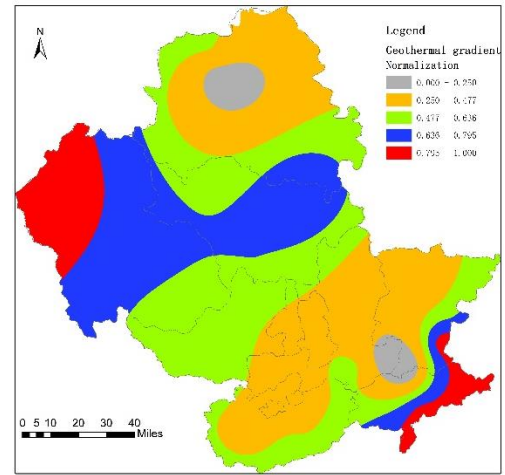 N
Legend
Geothermal gradient
Normalization
0.000 - 0.250
0.250 - 0.477
0.477 - 0.636
0.636 - 0.795
0.795 - 1.000
0 5 10 20 30 40
Miles